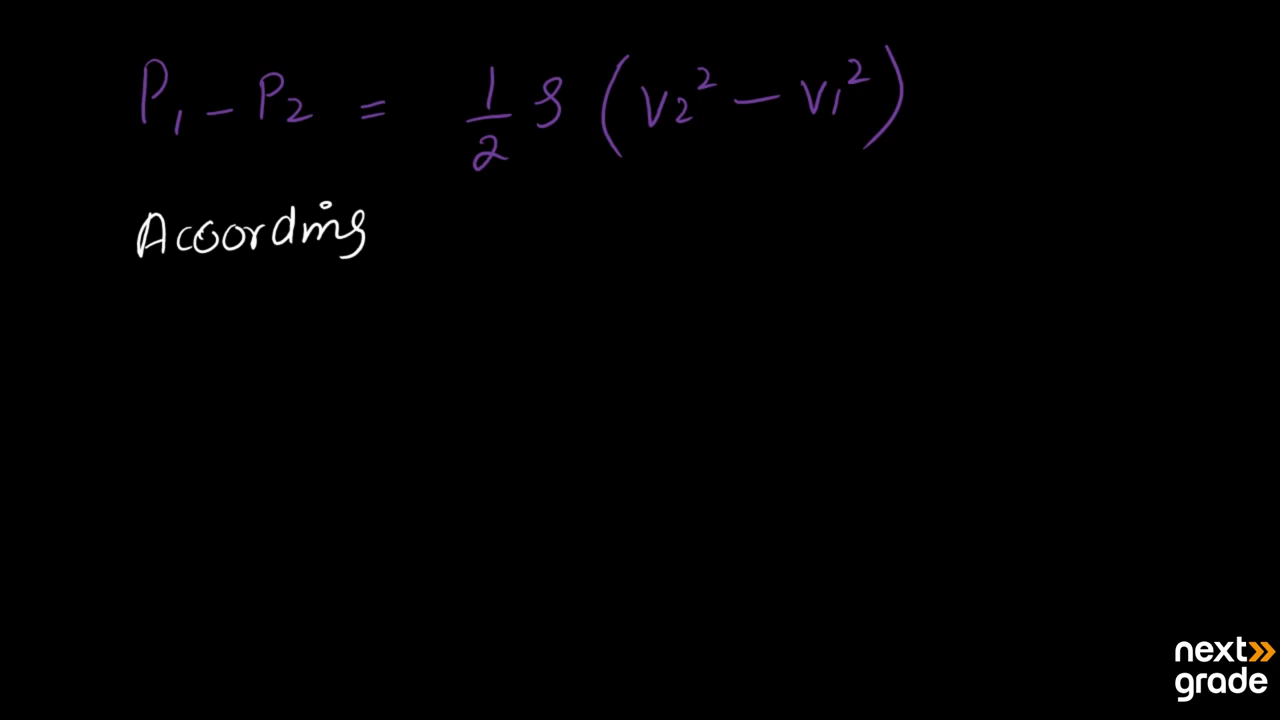 P₁ - P₂ = 1/2 ρ (V₂² - V₁²)
According
next
grade